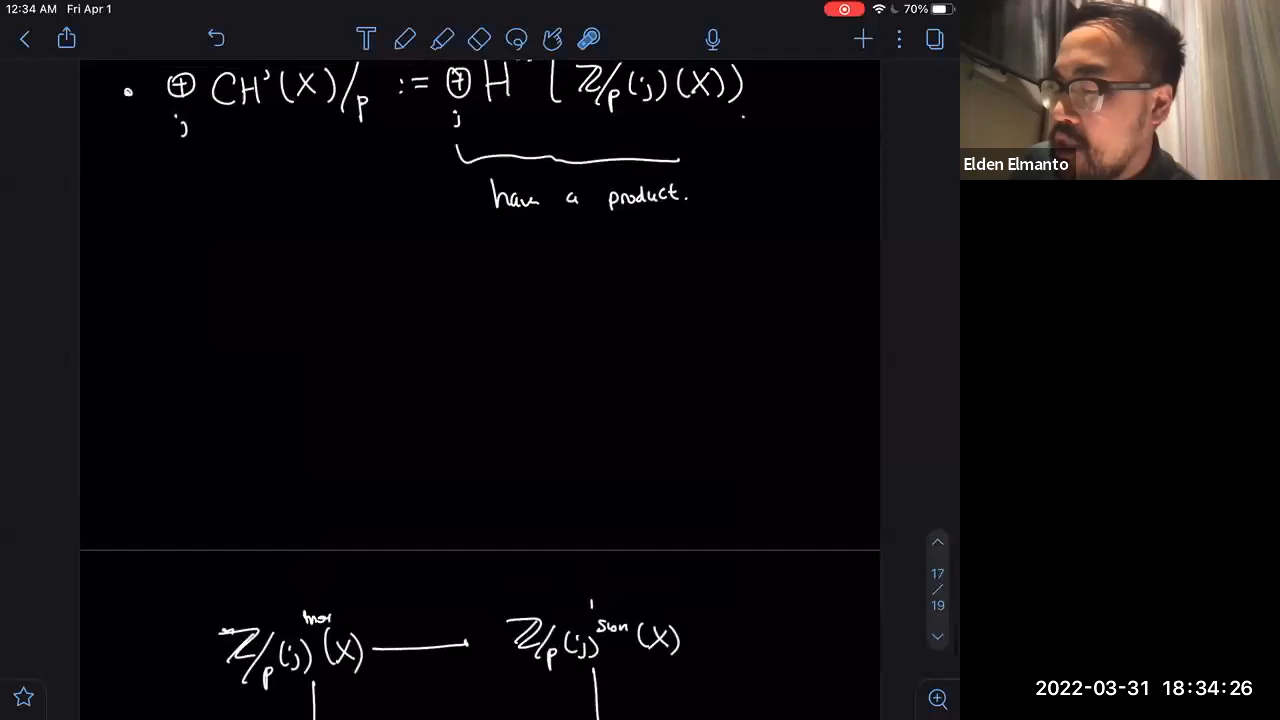 12:34 AM Fri Apr 1
70%
• ⊕ CH^j(X)/p := ⊕ H (ℤ/p(j)(X)).
j j
have a product.
Elden Elmanto
17
/
19
ℤ/p(j)^mot(X) — ℤ/p(j)^syn(X)
2022-03-31 18:34:26